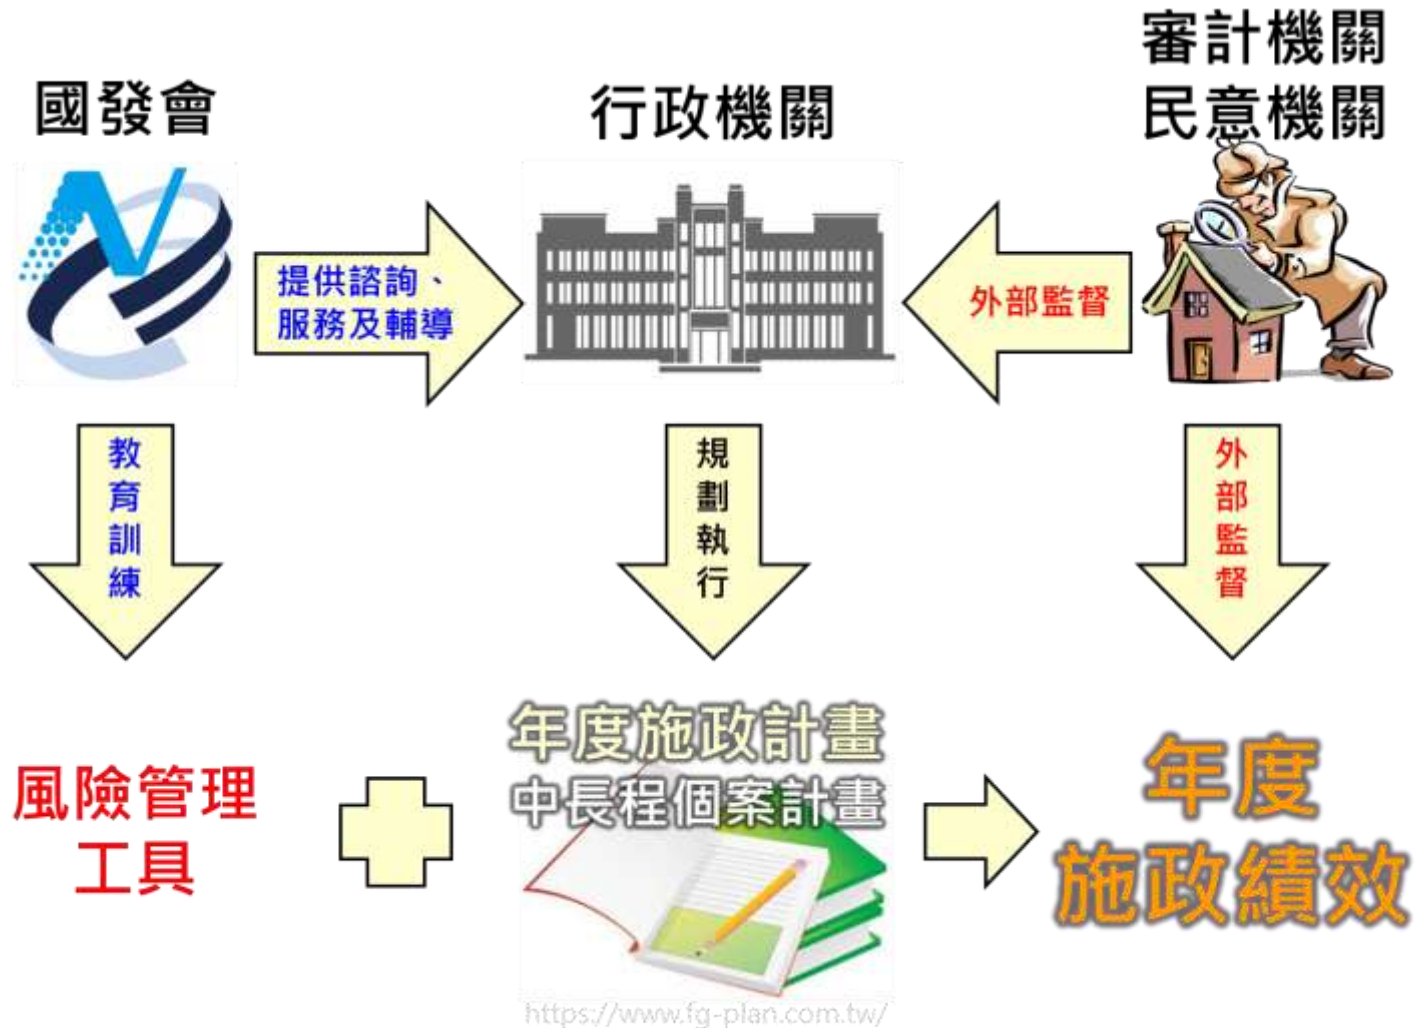 國發會
行政機關
審計機關
民意機關
提供諮詢、
服務及輔導
外部監督
教育訓練
規劃執行
外部監督
風險管理
工具
年度施政計畫
中長程個案計畫
年度
施政績效
https://www.fg-plan.com.tw/